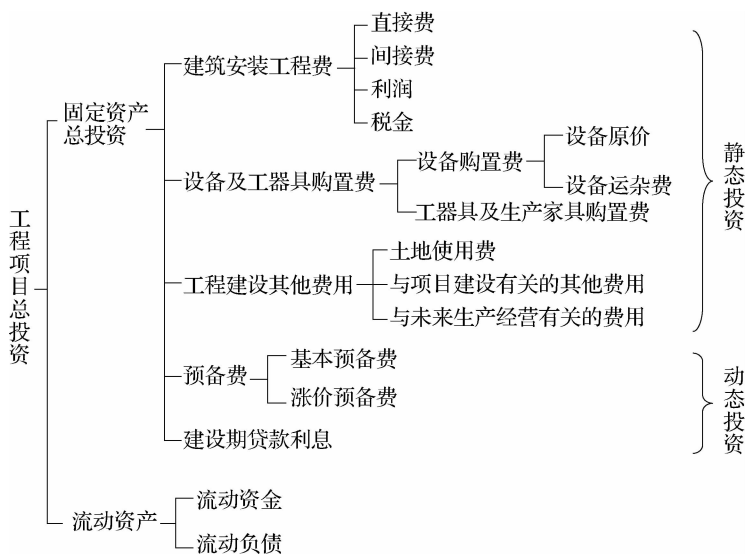 工程项目总投资
固定资产
总投资
建筑安装工程费
直接费
间接费
利润
税金
设备及工器具购置费
设备购置费
设备原价
设备运杂费
工器具及生产家具购置费
工程建设其他费用
土地使用费
与项目建设有关的其他费用
与未来生产经营有关的费用
静态投资
预备费
基本预备费
涨价预备费
建设期贷款利息
动态投资
流动资产
流动资金
流动负债